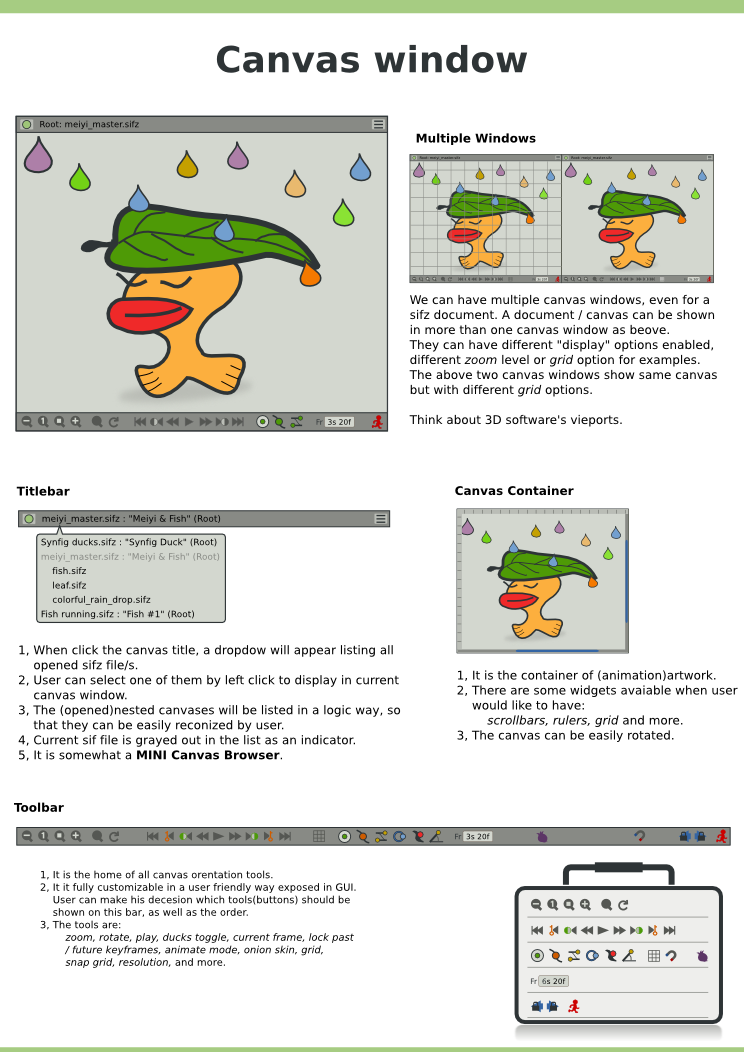 Canvas window
Root: meiyi_master.sifz
Fr 3s 20f
Multiple Windows
Root: meiyi_master.sifz
Root: meiyi_master.sifz
We can have multiple canvas windows, even for a
sifz document. A document / canvas can be shown
in more than one canvas window as beove.
They can have different "display" options enabled,
different zoom level or grid option for examples.
The above two canvas windows show same canvas
but with different grid options.
Think about 3D software's vieports.
Titlebar
meiyi_master.sifz : "Meiyi & Fish" (Root)
Synfig ducks.sifz : "Synfig Duck" (Root)
meiyi_master.sifz : "Meiyi & Fish" (Root)
fish.sifz
leaf.sifz
colorful_rain_drop.sifz
Fish running.sifz : "Fish #1" (Root)
1, When click the canvas title, a dropdow will appear listing all
opened sifz file/s.
2, User can select one of them by left click to display in current
canvas window.
3, The (opened)nested canvases will be listed in a logic way, so
that they can be easily reconized by user.
4, Current sif file is grayed out in the list as an indicator.
5, It is somewhat a MINI Canvas Browser.
Canvas Container
1, It is the container of (animation)artwork.
2, There are some widgets avaiable when user
would like to have:
scrollbars, rulers, grid and more.
3, The canvas can be easily rotated.
Toolbar
Fr 3s 20f
1, It is the home of all canvas orentation tools.
2, It it fully customizable in a user friendly way exposed in GUI.
User can make his decesion which tools(buttons) should be
shown on this bar, as well as the order.
3, The tools are:
zoom, rotate, play, ducks toggle, current frame, lock past
/ future keyframes, animate mode, onion skin, grid,
snap grid, resolution, and more.
Fr 6s 20f